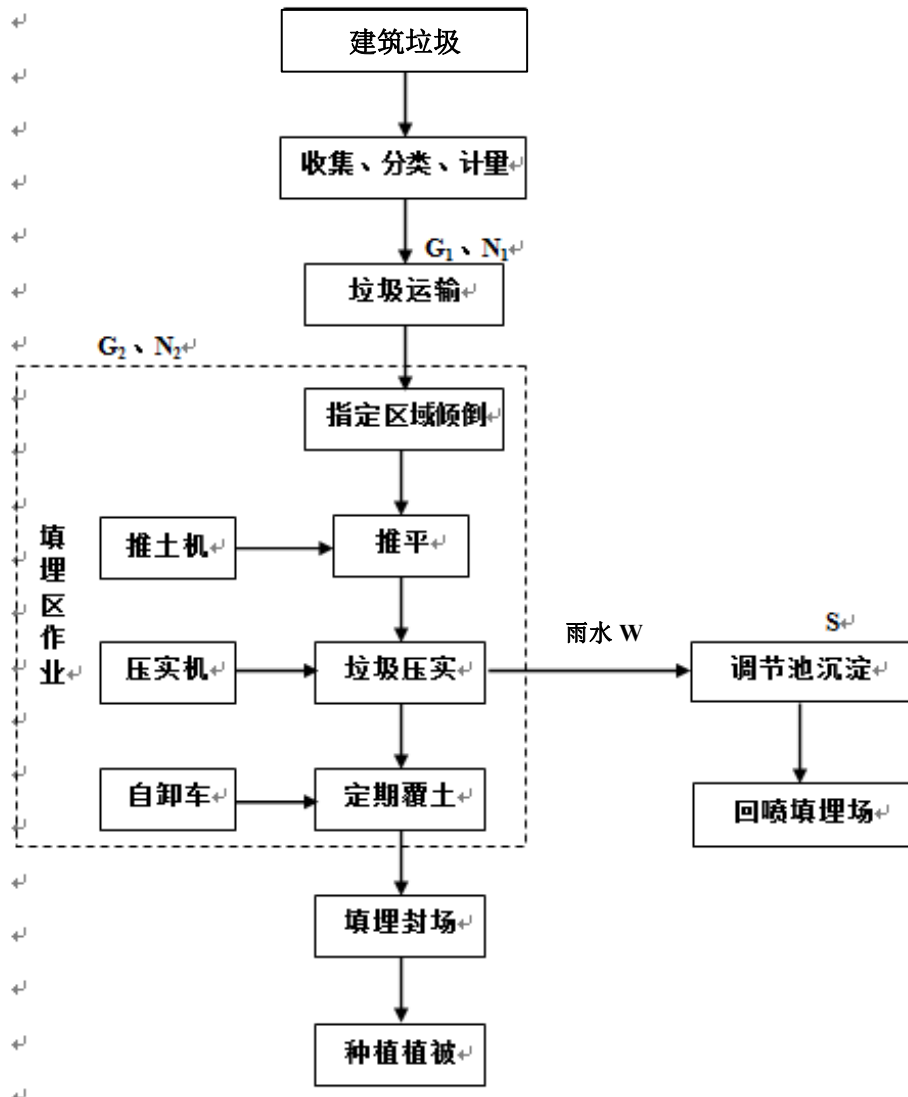 建筑垃圾
收集、分类、计量
G₁、N₁
垃圾运输
G₂、N₂
指定区域倾倒
填埋区作业
推土机
推平
压实机
垃圾压实
雨水 W
S
调节池沉淀
自卸车
定期覆土
回喷填埋场
填埋封场
种植植被